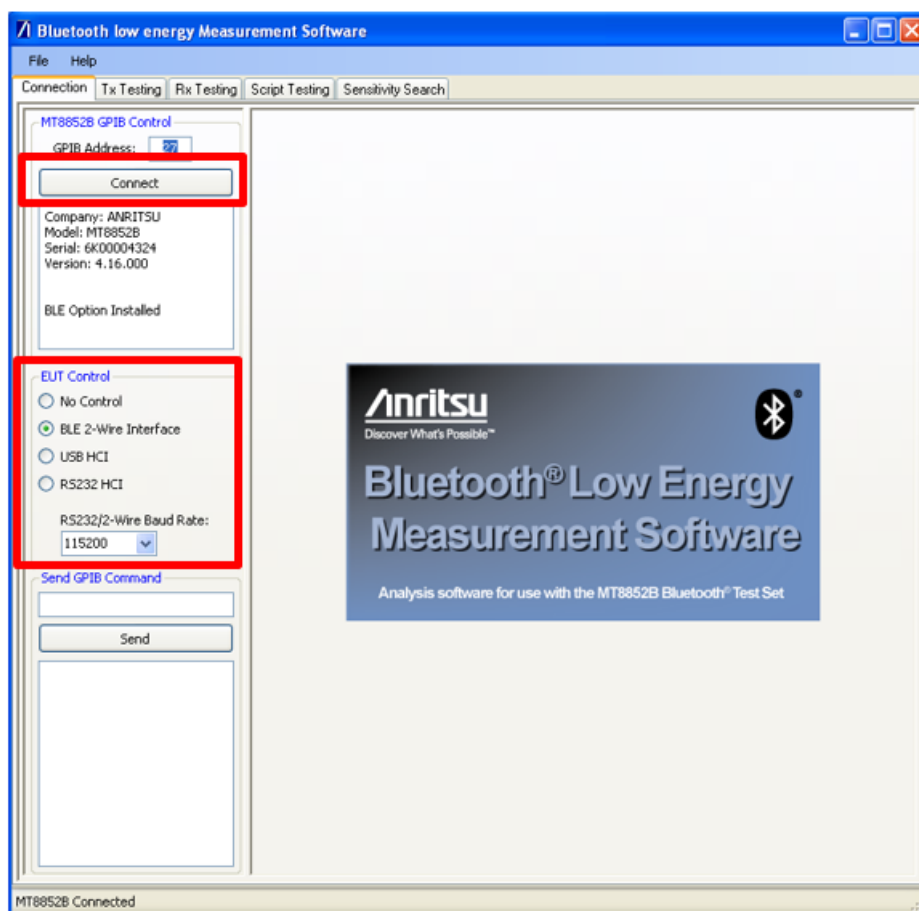 Bluetooth low energy Measurement Software
File Help
Connection Tx Testing Rx Testing Script Testing Sensitivity Search
MT8852B GPIB Control
GPIB Address: 27
Connect
Company: ANRITSU
Model: MT8852B
Serial: 6K00004324
Version: 4.16.000
BLE Option Installed
EUT Control
No Control
BLE 2-Wire Interface
USB HCI
RS232 HCI
RS232/2-Wire Baud Rate:
115200
Send GPIB Command
Send
Anritsu
Discover What's Possible™
Bluetooth® Low Energy
Measurement Software
Analysis software for use with the MT8852B Bluetooth® Test Set
MT8852B Connected